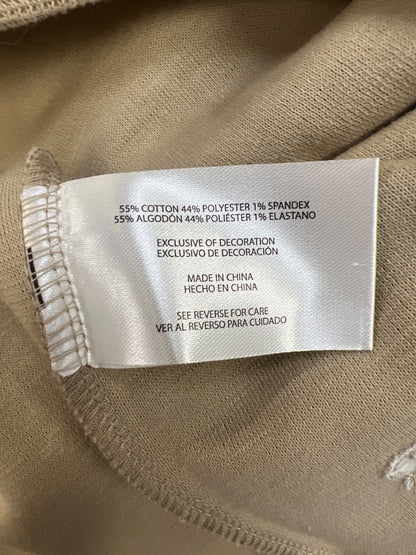 55% COTTON 44% POLYESTER 1% SPANDEX
55% ALGODÓN 44% POLIÉSTER 1% ELASTANO
EXCLUSIVE OF DECORATION
EXCLUSIVO DE DECORACIÓN
MADE IN CHINA
HECHO EN CHINA
SEE REVERSE FOR CARE
VER AL REVERSO PARA CUIDADO